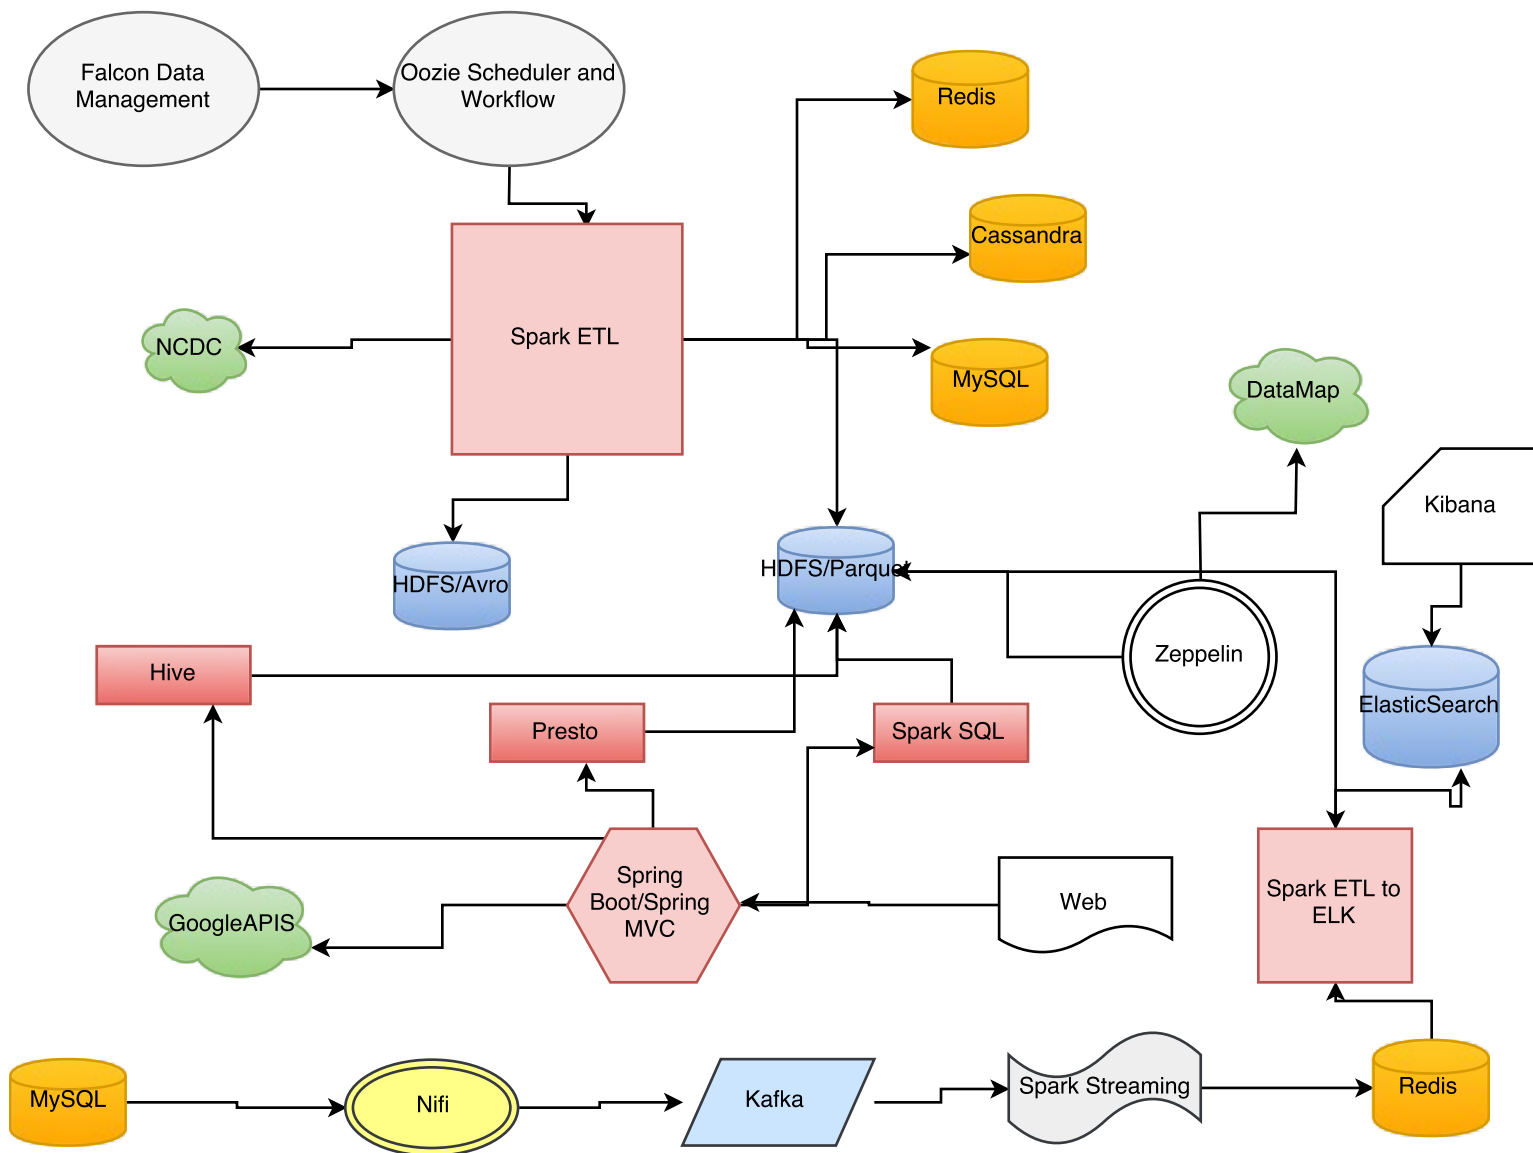 Falcon Data
Management
Oozie Scheduler and
Workflow
Redis
Cassandra
Spark ETL
NCDC
MySQL
DataMap
Kibana
HDFS/Avro
HDFS/Parquet
Zeppelin
Hive
Presto
Spark SQL
ElasticSearch
Spring
Boot/Spring
MVC
Web
Spark ETL to
ELK
GoogleAPIS
MySQL
Nifi
Kafka
Spark Streaming
Redis